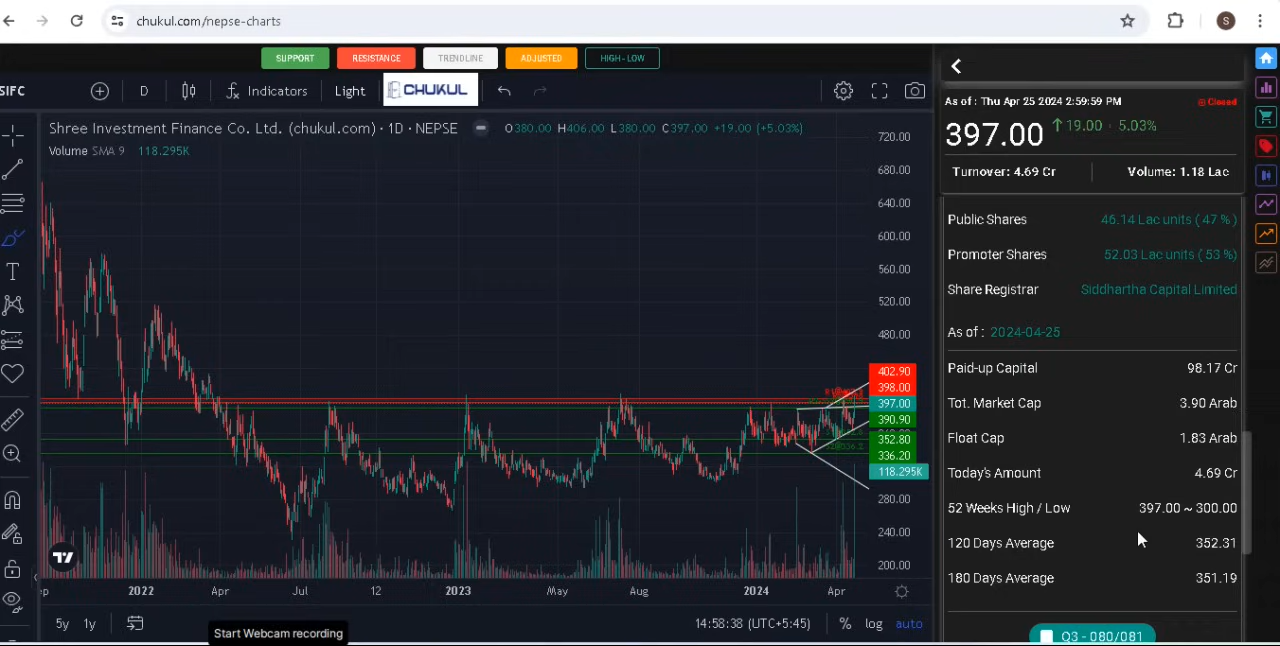 chukul.com/nepse-charts
S
SUPPORT RESISTANCE TRENDLINE ADJUSTED HIGH-LOW
SIFC D Indicators Light CHUKUL
Shree Investment Finance Co. Ltd. (chukul.com) · 1D · NEPSE O380.00 H406.00 L380.00 C397.00 +19.00 (+5.03%)
Volume SMA 9 118.295K
720.00
680.00
640.00
600.00
560.00
520.00
480.00
402.90
398.00
397.00
390.90
352.80
336.20
118.295K
280.00
240.00
200.00
2022 Apr Jul 12 2023 May Aug 2024 Apr
5y 1y 14:58:38 (UTC+5:45) % log auto
Start Webcam recording
As of : Thu Apr 25 2024 2:59:59 PM Closed
397.00 ↑ 19.00 · 5.03%
Turnover: 4.69 Cr Volume: 1.18 Lac
Public Shares 46.14 Lac units ( 47 % )
Promoter Shares 52.03 Lac units ( 53 % )
Share Registrar Siddhartha Capital Limited
As of : 2024-04-25
Paid-up Capital 98.17 Cr
Tot. Market Cap 3.90 Arab
Float Cap 1.83 Arab
Today's Amount 4.69 Cr
52 Weeks High / Low 397.00 ~ 300.00
120 Days Average 352.31
180 Days Average 351.19
Q3 - 080/081